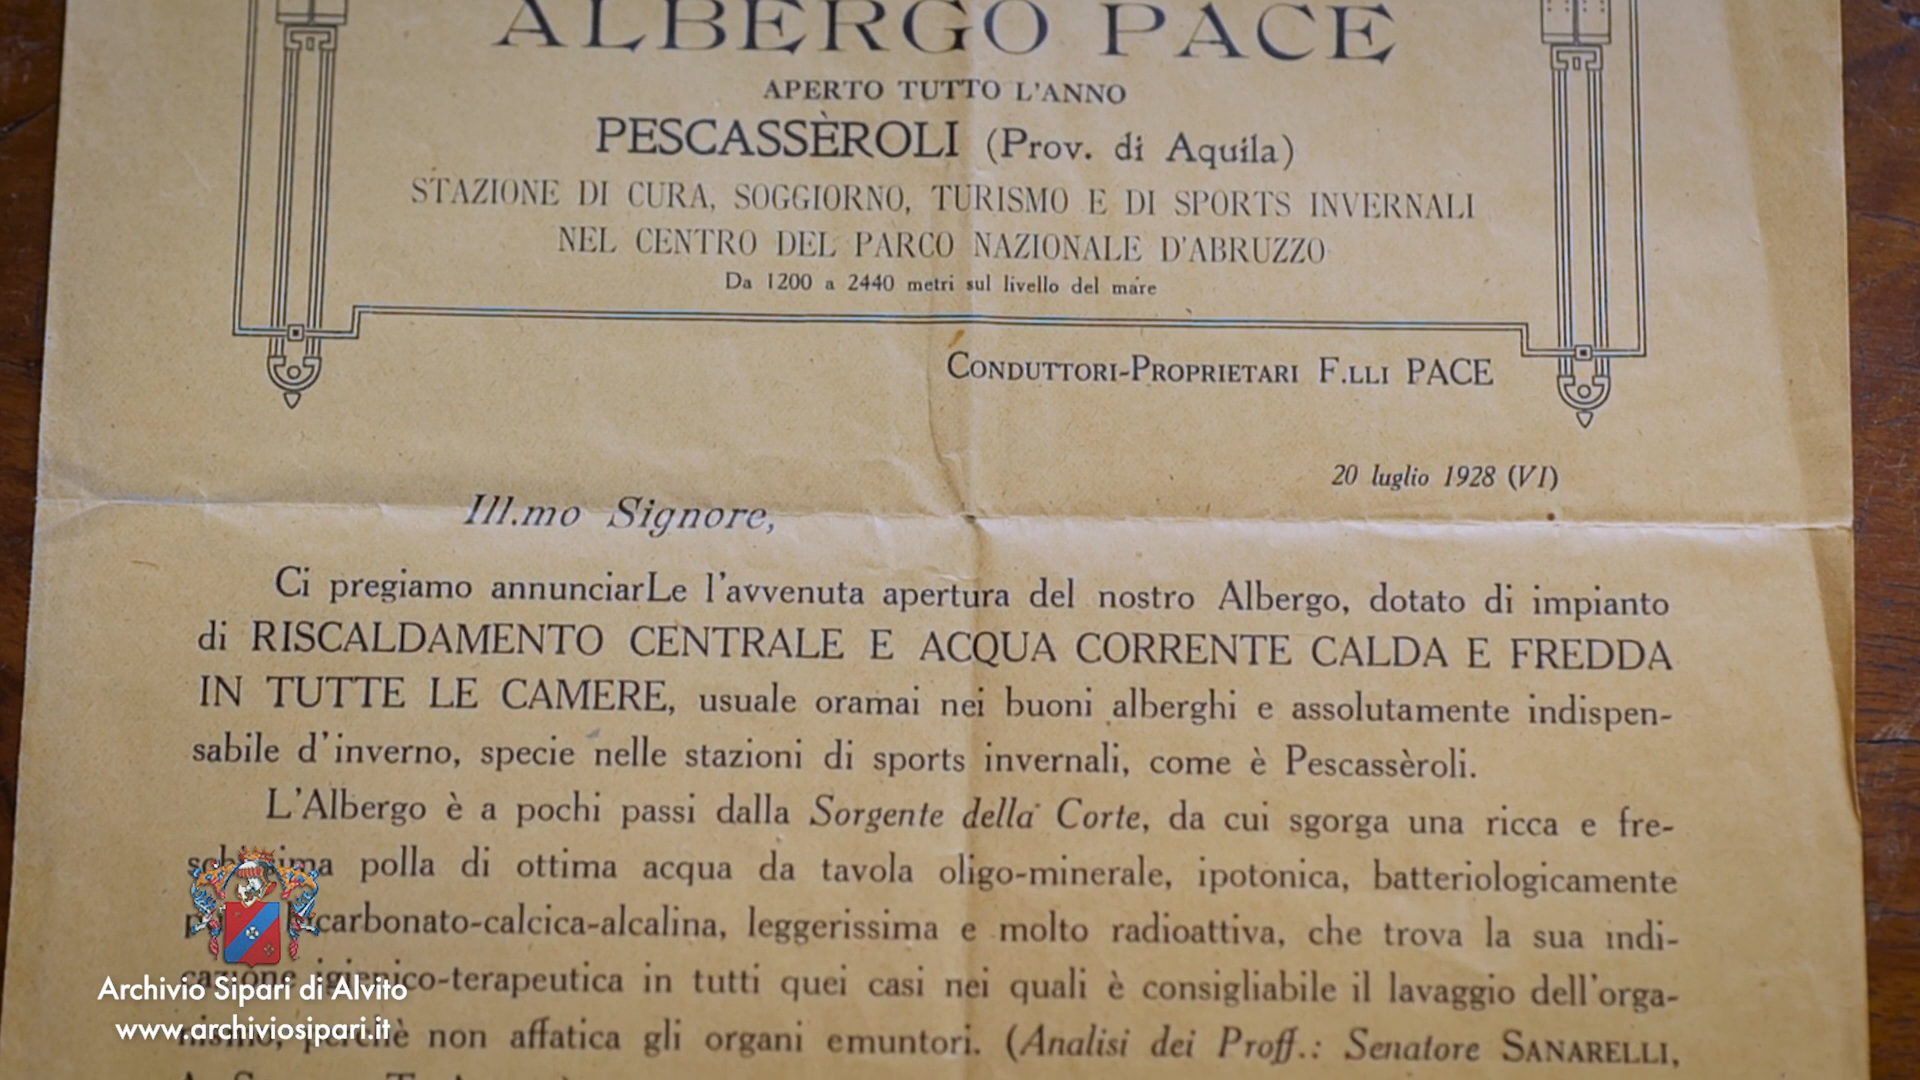 ALBERGO PACE
APERTO TUTTO L'ANNO
PESCASSÈROLI (Prov. di Aquila)
STAZIONE DI CURA, SOGGIORNO, TURISMO E DI SPORTS INVERNALI
NEL CENTRO DEL PARCO NAZIONALE D'ABRUZZO
Da 1200 a 2440 metri sul livello del mare
CONDUTTORI-PROPRIETARI F.LLI PACE
20 luglio 1928 (VI)
Ill.mo Signore,
Ci pregiamo annunciarLe l'avvenuta apertura del nostro Albergo, dotato di impianto
di RISCALDAMENTO CENTRALE E ACQUA CORRENTE CALDA E FREDDA
IN TUTTE LE CAMERE, usuale oramai nei buoni alberghi e assolutamente indispen-
sabile d'inverno, specie nelle stazioni di sports invernali, come è Pescassèroli.
L'Albergo è a pochi passi dalla Sorgente della Corte, da cui sgorga una ricca e fre-
schissima polla di ottima acqua da tavola oligo-minerale, ipotonica, batteriologicamente
bicarbonato-calcica-alcalina, leggerissima e molto radioattiva, che trova la sua indi-
cazione igienico-terapeutica in tutti quei casi nei quali è consigliabile il lavaggio dell'orga-
nismo, perchè non affatica gli organi emuntori. (Analisi dei Proff.: Senatore SANARELLI,
Archivio Sipari di Alvito
www.archiviosipari.it